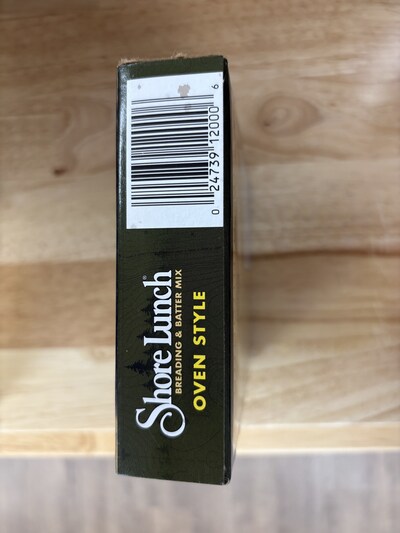 Shore Lunch®
BREADING & BATTER MIX
OVEN STYLE
0 24739 12000 6